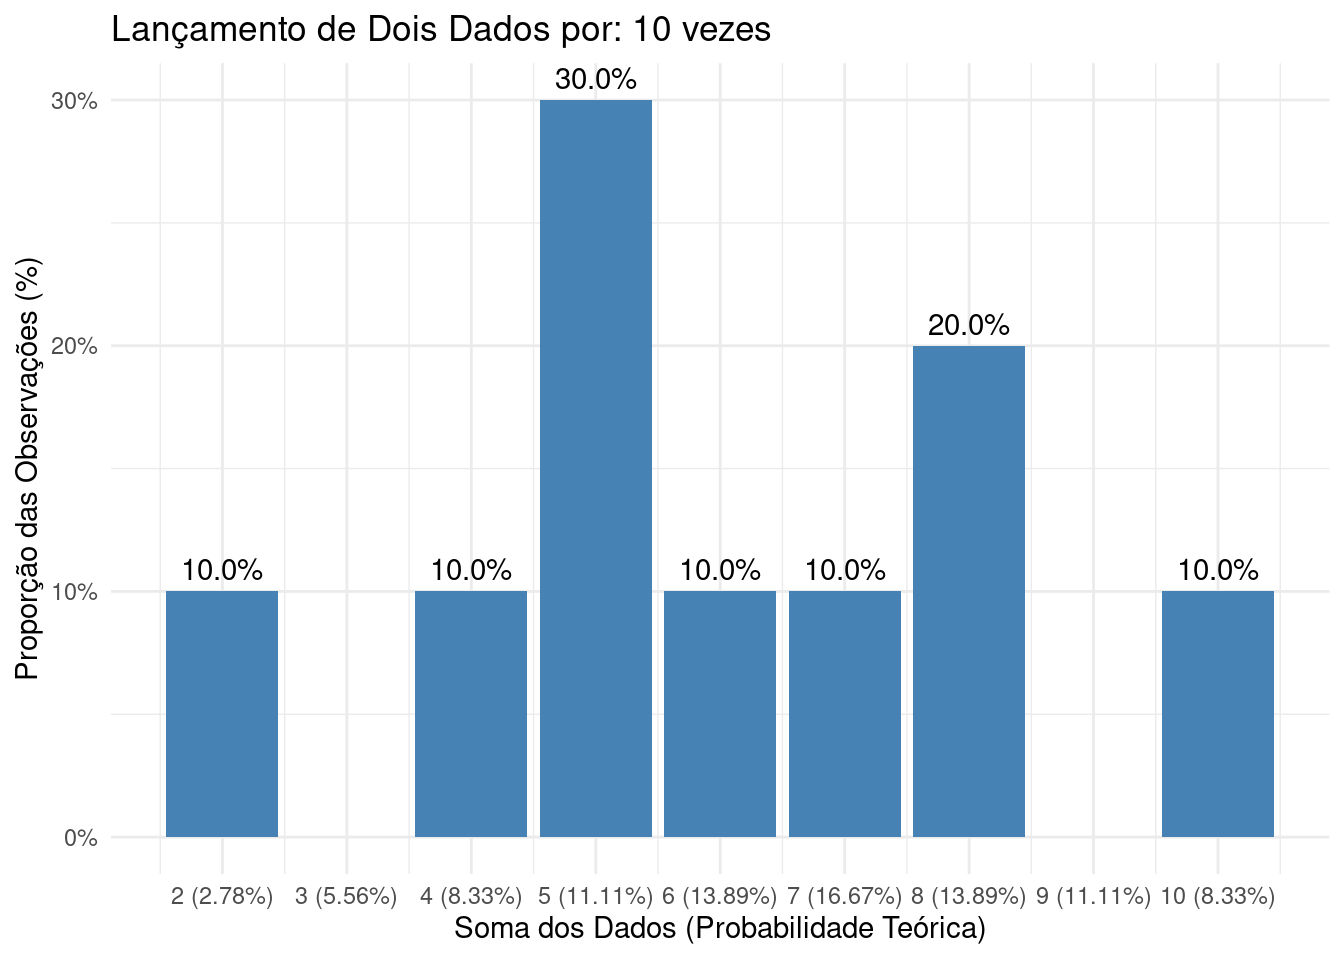 Lançamento de Dois Dados por: 10 vezes
30.0%
30%
20.0%
20%
10.0% 10.0% 10.0% 10.0% 10.0%
10%
0%
Proporção das Observações (%)
2 (2.78%) 3 (5.56%) 4 (8.33%) 5 (11.11%) 6 (13.89%) 7 (16.67%) 8 (13.89%) 9 (11.11%) 10 (8.33%)
Soma dos Dados (Probabilidade Teórica)